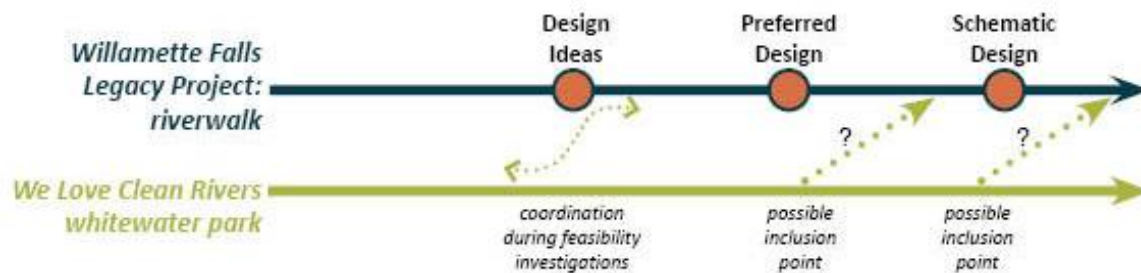 Design
Ideas
Preferred
Design
Schematic
Design
Willamette Falls
Legacy Project:
riverwalk
?
?
We Love Clean Rivers
whitewater park
coordination
during feasibility
investigations
possible
inclusion
point
possible
inclusion
point